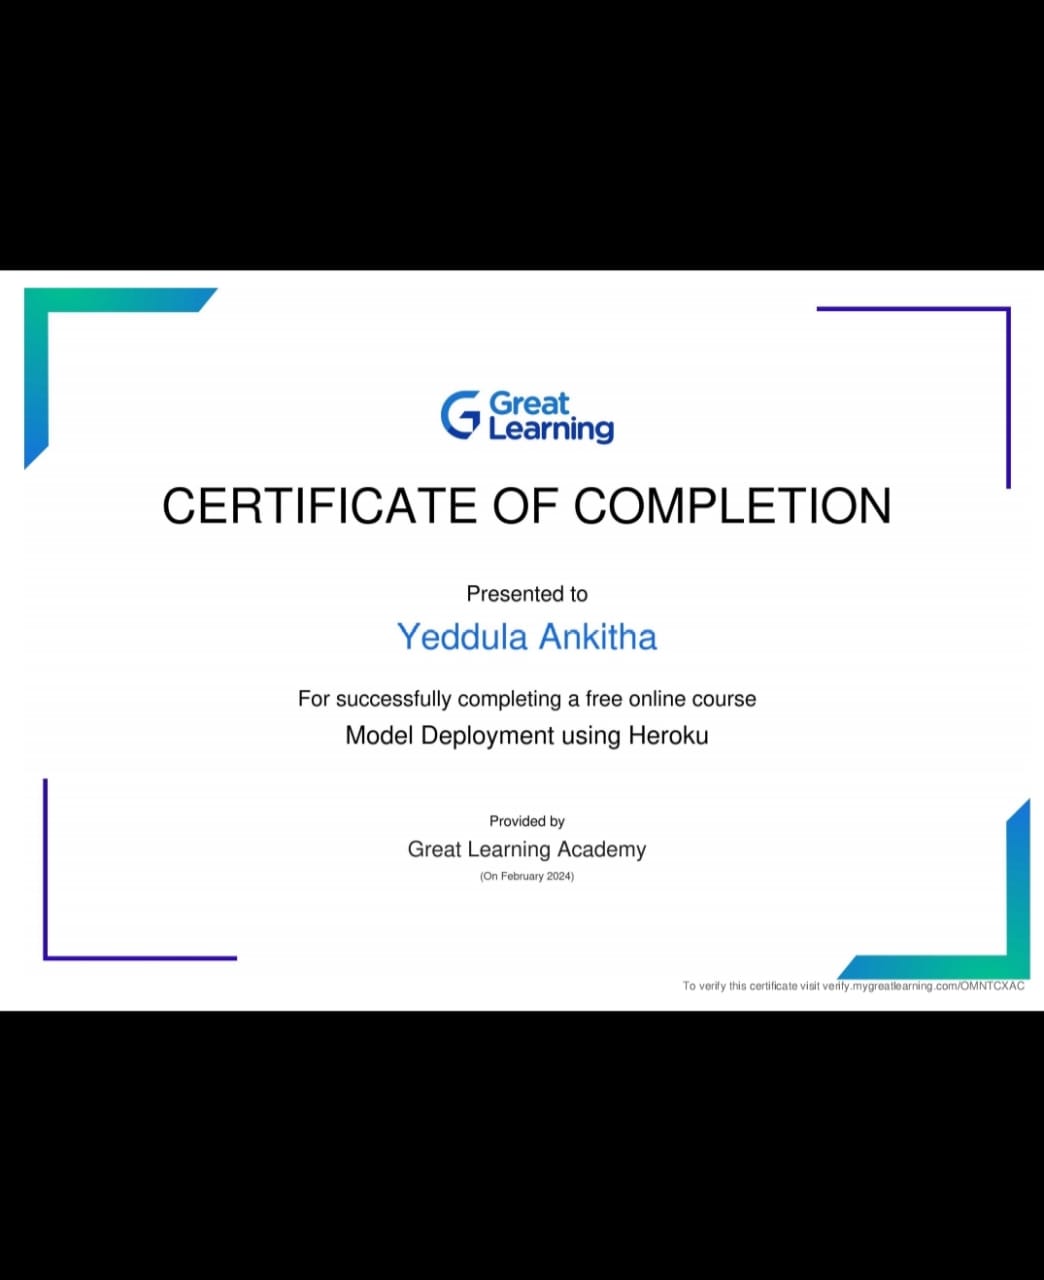 Great
Learning
CERTIFICATE OF COMPLETION
Presented to
Yeddula Ankitha
For successfully completing a free online course
Model Deployment using Heroku
Provided by
Great Learning Academy
(On February 2024)
To verify this certificate visit verify.mygreatlearning.com/OMNTCXAC